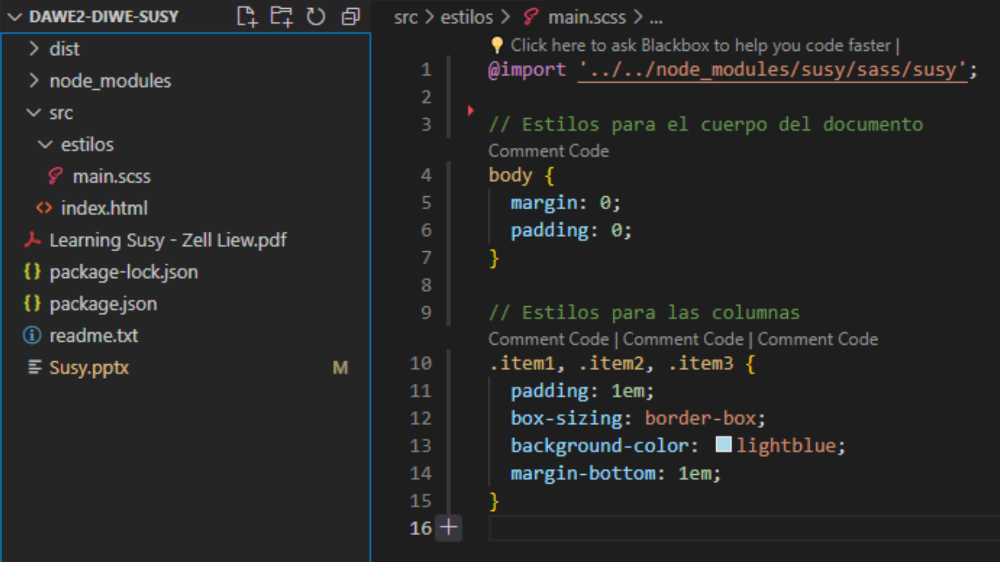 DAWE2-DIWE-SUSY
dist
node_modules
src
estilos
main.scss
index.html
Learning Susy - Zell Liew.pdf
package-lock.json
package.json
readme.txt
Susy.pptx M
src > estilos > main.scss > ...
Click here to ask Blackbox to help you code faster |
1 @import '../../node_modules/susy/sass/susy';
2
3 // Estilos para el cuerpo del documento
Comment Code
4 body {
5 margin: 0;
6 padding: 0;
7 }
8
9 // Estilos para las columnas
Comment Code | Comment Code | Comment Code
10 .item1, .item2, .item3 {
11 padding: 1em;
12 box-sizing: border-box;
13 background-color: lightblue;
14 margin-bottom: 1em;
15 }
16